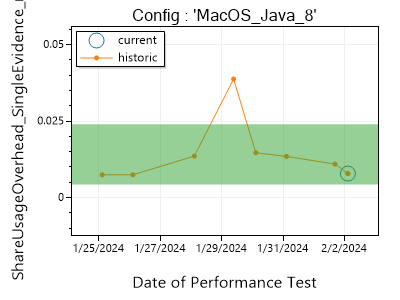 Config : 'MacOS_Java_8'
ShareUsageOverhead_SingleEvidence_
0.05
0.025
0
current
historic
1/25/2024 1/27/2024 1/29/2024 1/31/2024 2/2/2024
Date of Performance Test